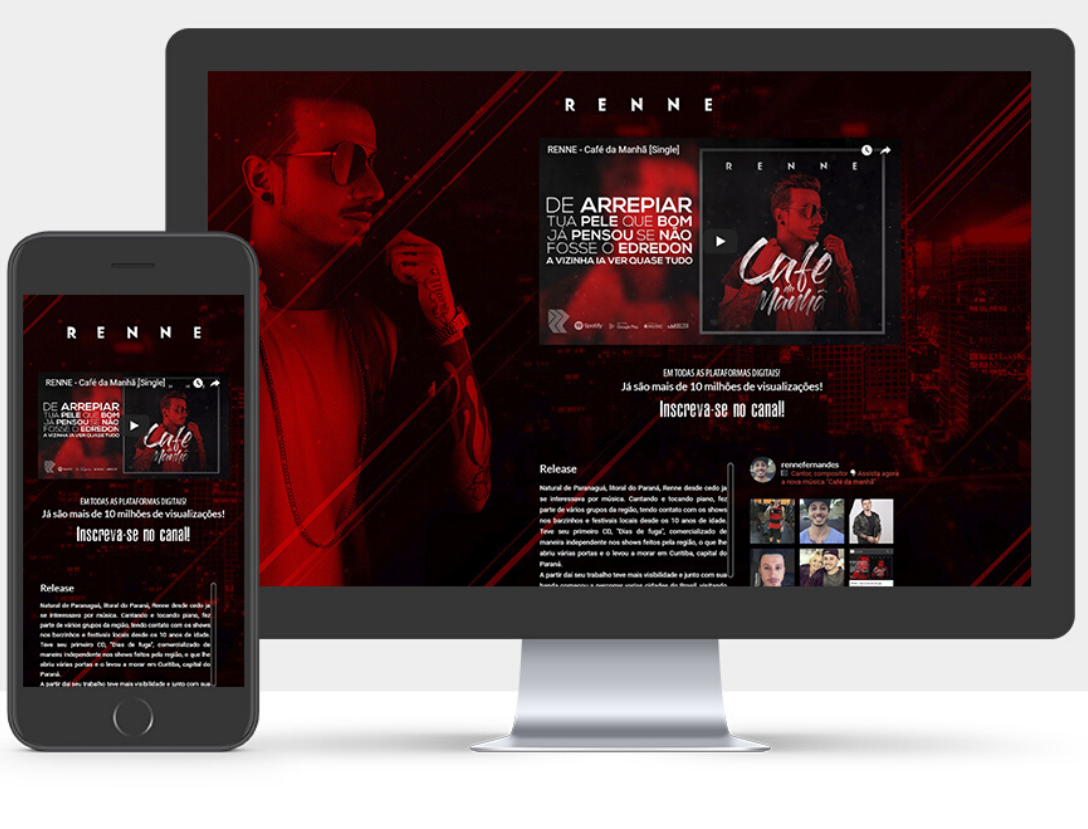 R E N N E
RENNE - Café da Manhã [Single]
DE ARREPIAR
TUA PELE QUE BOM
JÁ PENSOU SE NÃO
FOSSE O EDREDON
A VIZINHA IA VER QUASE TUDO
Spotify
Google Play
MUSIC
R E N N E
Café
da
Manhã
EM TODAS AS PLATAFORMAS DIGITAIS!
Já são mais de 10 milhões de visualizações!
Inscreva-se no canal!
Release
Natural de Paranaguá, litoral do Paraná, Renne desde cedo ja
se interessava por música. Cantando e tocando piano, fez
parte de vários grupos da região, tendo contato com os shows
nos barzinhos e festivais locais desde os 10 anos de idade.
Teve seu primeiro CD, "Dias de fuga", comercializado de
maneira independente nos shows feitos pela região, o que lhe
abriu várias portas e o levou a morar em Curitiba, capital do
Paraná.
A partir daí seu trabalho teve mais visibilidade e junto com sua
banda começou a percorrer várias cidades do Brasil, visitando
rennefernandes
Cantor, compositor Assista agora
a nova música "Café da manhã"
R E N N E
RENNE - Café da Manhã [Single]
DE ARREPIAR
TUA PELE QUE BOM
JÁ PENSOU SE NÃO
FOSSE O EDREDON
A VIZINHA IA VER QUASE TUDO
Café
da
Manhã
EM TODAS AS PLATAFORMAS DIGITAIS!
Já são mais de 10 milhões de visualizações!
Inscreva-se no canal!
Release
Natural de Paranaguá, litoral do Paraná, Renne desde cedo ja
se interessava por música. Cantando e tocando piano, fez
parte de vários grupos da região, tendo contato com os shows
nos barzinhos e festivais locais desde os 10 anos de idade.
Teve seu primeiro CD, "Dias de fuga", comercializado de
maneira independente nos shows feitos pela região, o que lhe
abriu várias portas e o levou a morar em Curitiba, capital do
Paraná.
A partir daí seu trabalho teve mais visibilidade e junto com sua